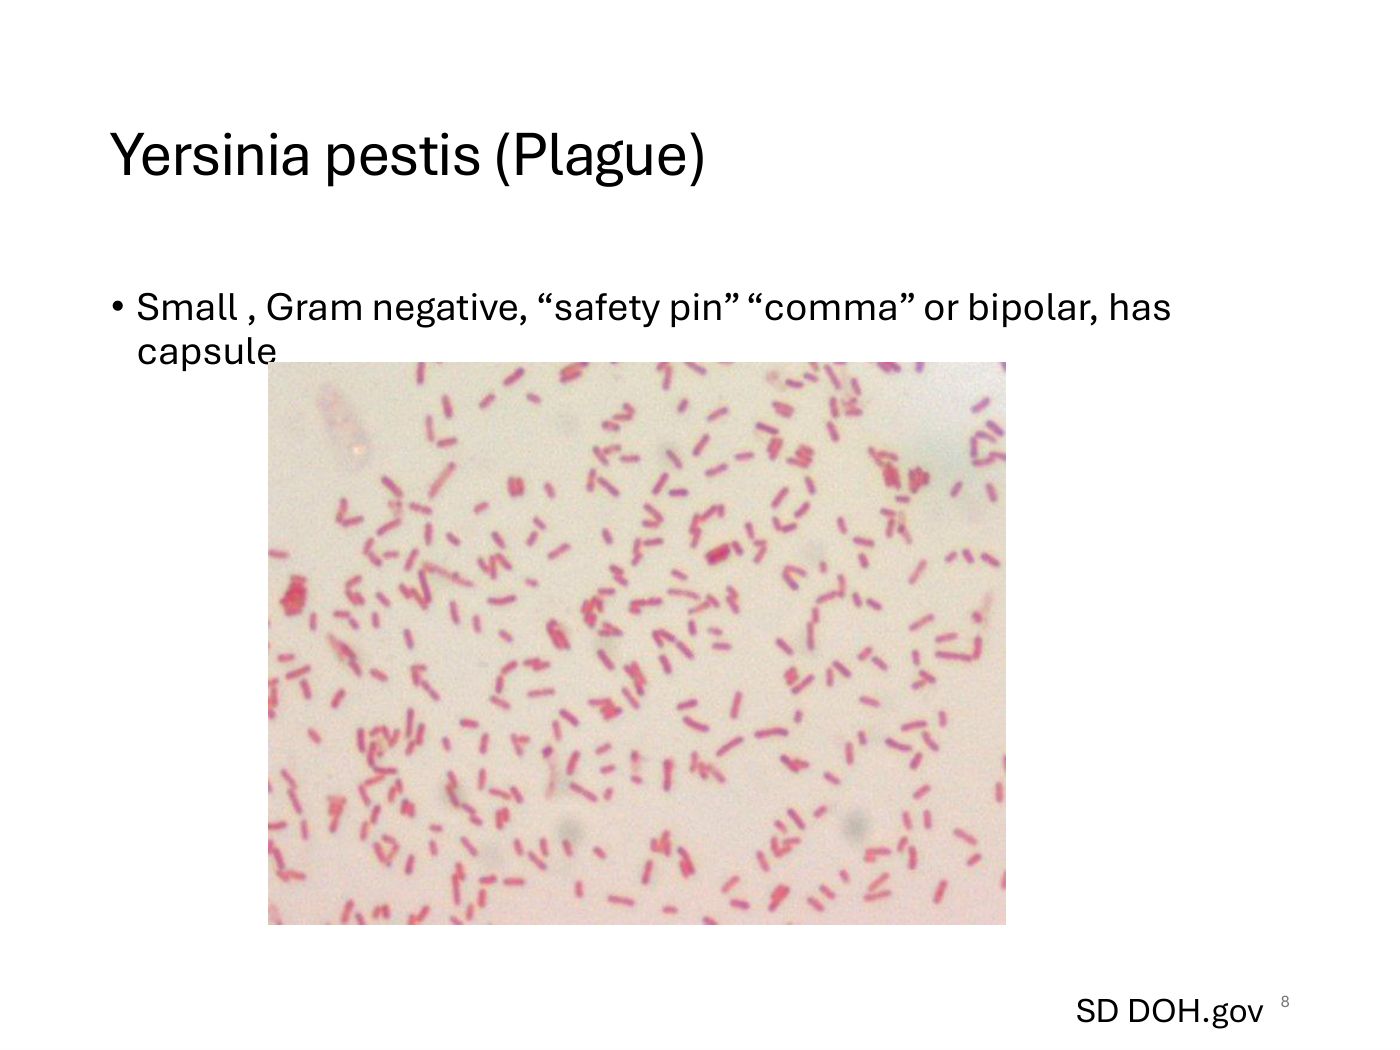 Yersinia pestis (Plague)
• Small , Gram negative, “safety pin” “comma” or bipolar, has
capsule
SD DOH.gov
8